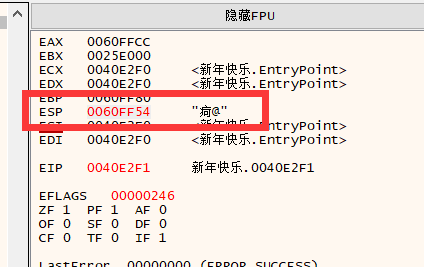 隐藏FPU
EAX 0060FFCC
EBX 0025E000
ECX 0040E2F0 <新年快乐.EntryPoint>
EDX 0040E2F0 <新年快乐.EntryPoint>
EBP 0060FF80
ESP 0060FF54 "痏@"
ESI 0040E2F0 <新年快乐.EntryPoint>
EDI 0040E2F0 <新年快乐.EntryPoint>
EIP 0040E2F1 新年快乐.0040E2F1
EFLAGS 00000246
ZF 1 PF 1 AF 0
OF 0 SF 0 DF 0
CF 0 TF 0 IF 1
LastError 00000000 (ERROR_SUCCESS)